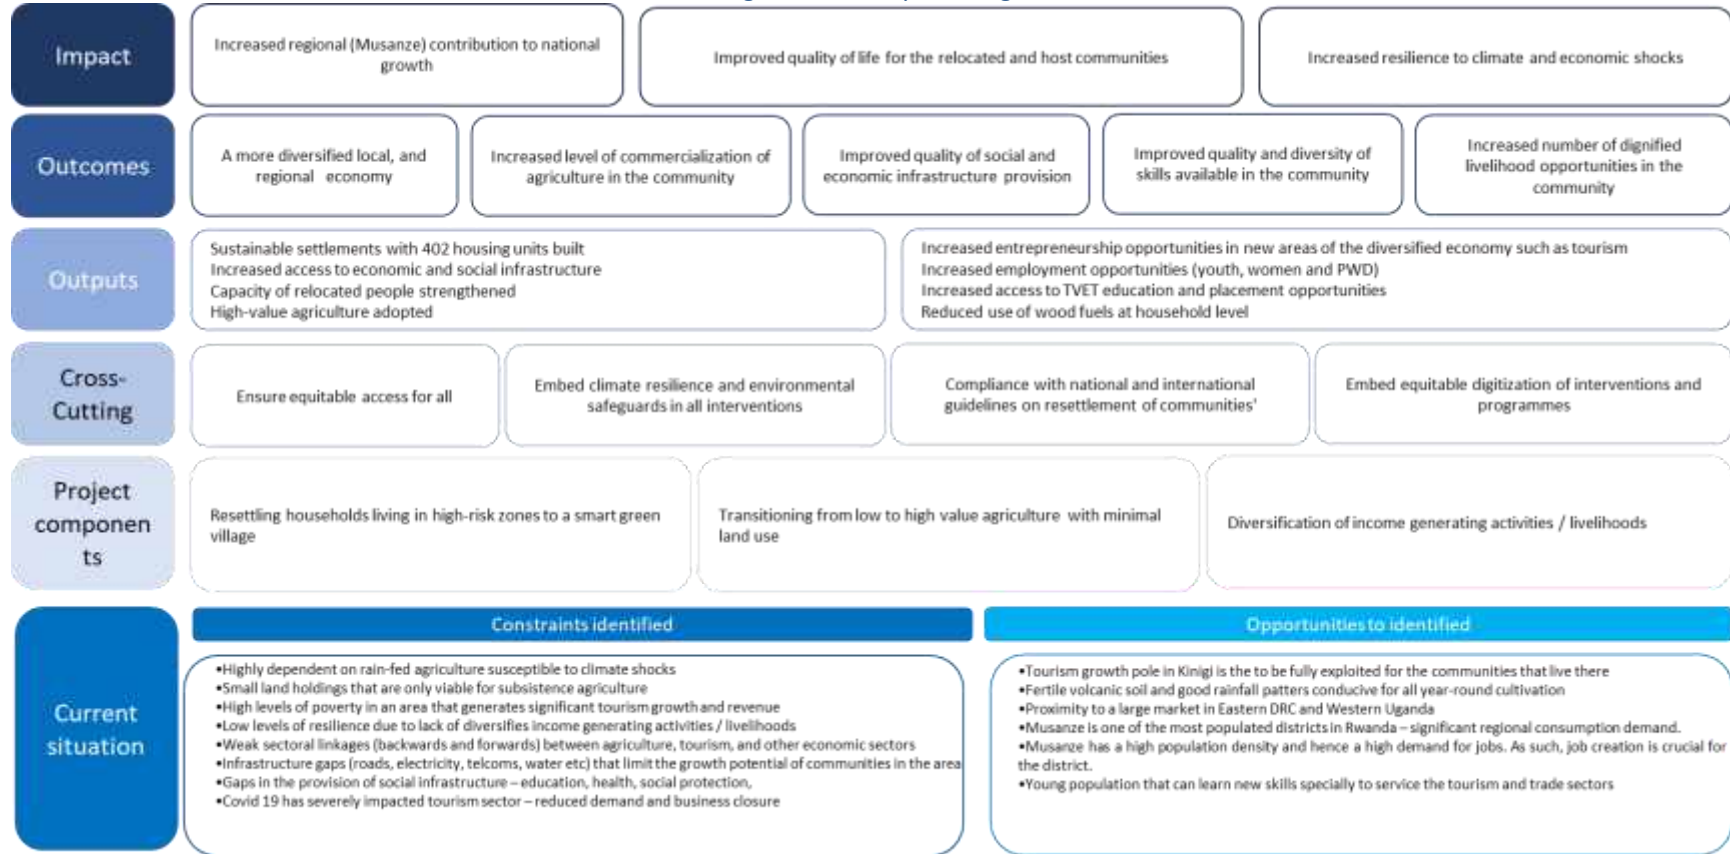 Impact
Increased regional (Musanze) contribution to national
growth
Improved quality of life for the relocated and host communities
Increased resilience to climate and economic shocks
Outcomes
A more diversified local, and
regional economy
Increased level of commercialization of
agriculture in the community
Improved quality of social and
economic infrastructure provision
Improved quality and diversity of
skills available in the community
Increased number of dignified
livelihood opportunities in the
community
Outputs
Sustainable settlements with 402 housing units built
Increased access to economic and social infrastructure
Capacity of relocated people strengthened
High-value agriculture adopted
Increased entrepreneurship opportunities in new areas of the diversified economy such as tourism
Increased employment opportunities (youth, women and PWD)
Increased access to TVET education and placement opportunities
Reduced use of wood fuels at household level
Cross-
Cutting
Ensure equitable access for all
Embed climate resilience and environmental
safeguards in all interventions
Compliance with national and international
guidelines on resettlement of communities'
Embed equitable digitization of interventions and
programmes
Project
componen
ts
Resettling households living in high-risk zones to a smart green
village
Transitioning from low to high value agriculture with minimal
land use
Diversification of income generating activities / livelihoods
Current
situation
Constraints identified
•Highly dependent on rain-fed agriculture susceptible to climate shocks
•Small land holdings that are only viable for subsistence agriculture
•High levels of poverty in an area that generates significant tourism growth and revenue
•Low levels of resilience due to lack of diversifies income generating activities / livelihoods
•Weak sectoral linkages (backwards and forwards) between agriculture, tourism, and other economic sectors
•Infrastructure gaps (roads, electricity, telcoms, water etc) that limit the growth potential of communities in the area
•Gaps in the provision of social infrastructure – education, health, social protection,
•Covid 19 has severely impacted tourism sector – reduced demand and business closure
Opportunities to identified
•Tourism growth pole in Kinigi is the to be fully exploited for the communities that live there
•Fertile volcanic soil and good rainfall patters conducive for all year-round cultivation
•Proximity to a large market in Eastern DRC and Western Uganda
•Musanze is one of the most populated districts in Rwanda – significant regional consumption demand.
•Musanze has a high population density and hence a high demand for jobs. As such, job creation is crucial for
the district.
•Young population that can learn new skills specially to service the tourism and trade sectors